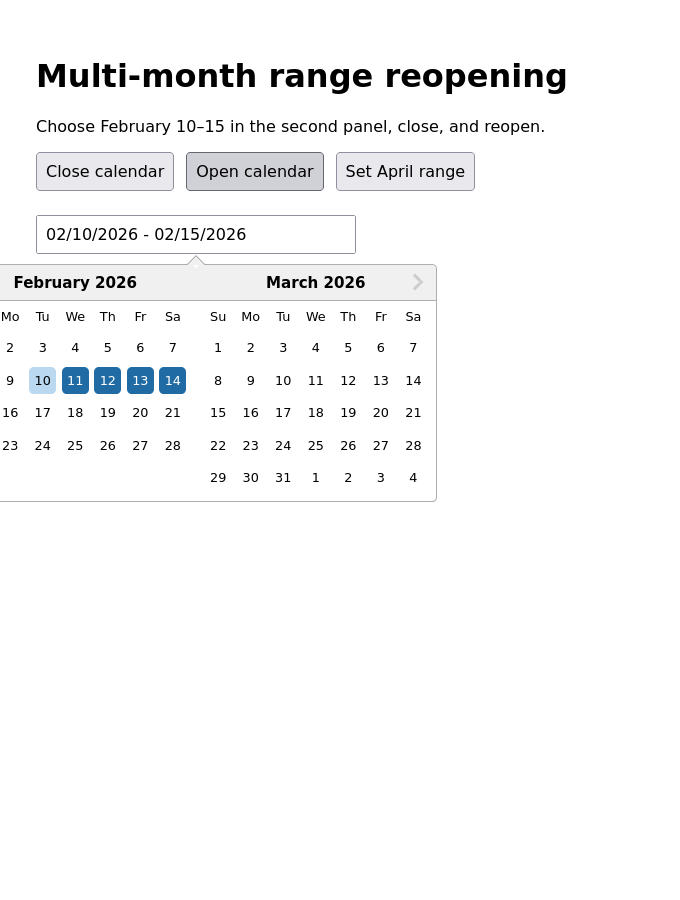 Multi-month range reopening
Choose February 10–15 in the second panel, close, and reopen.
Close calendar Open calendar Set April range
02/10/2026 - 02/15/2026
February 2026 March 2026
Mo Tu We Th Fr Sa Su Mo Tu We Th Fr Sa
2 3 4 5 6 7 1 2 3 4 5 6 7
9 10 11 12 13 14 8 9 10 11 12 13 14
16 17 18 19 20 21 15 16 17 18 19 20 21
23 24 25 26 27 28 22 23 24 25 26 27 28
29 30 31 1 2 3 4